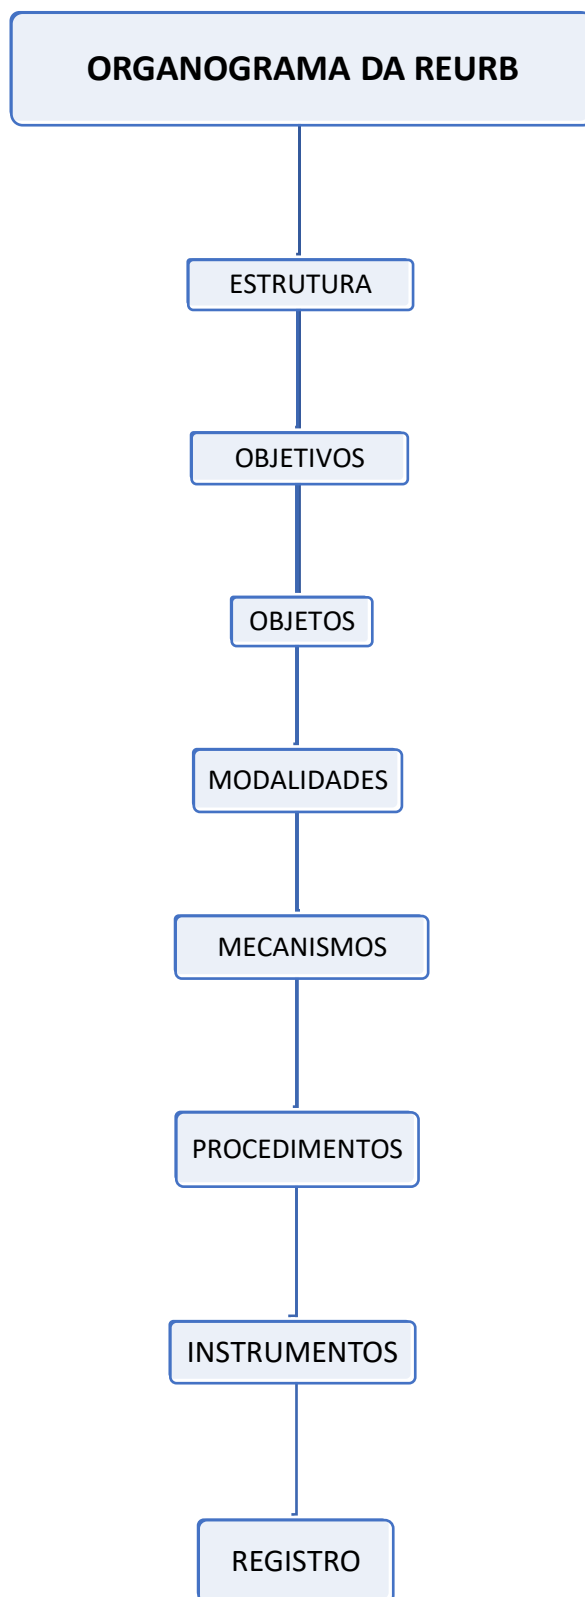 ORGANOGRAMA DA REURB
ESTRUTURA
OBJETIVOS
OBJETOS
MODALIDADES
MECANISMOS
PROCEDIMENTOS
INSTRUMENTOS
REGISTRO